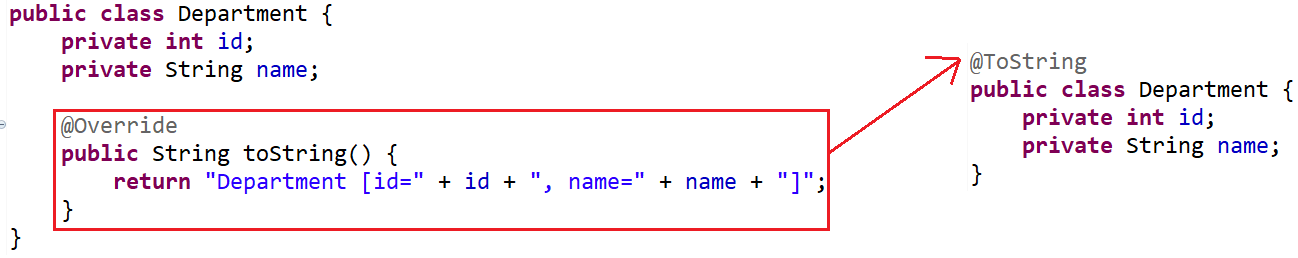 public class Department {
    private int id;
    private String name;
    @Override
    public String toString() {
        return "Department [id=" + id + ", name=" + name + "]";
    }
}
@ToString
public class Department {
    private int id;
    private String name;
}